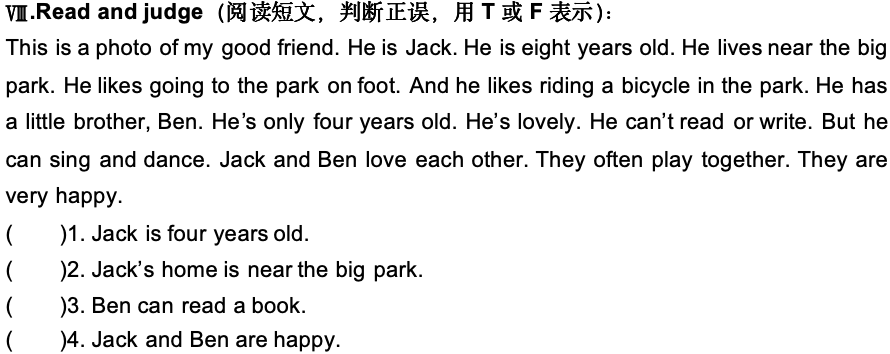 Ⅷ.Read and judge (阅读短文，判断正误，用 T 或 F 表示)：
This is a photo of my good friend. He is Jack. He is eight years old. He lives near the big
park. He likes going to the park on foot. And he likes riding a bicycle in the park. He has
a little brother, Ben. He's only four years old. He's lovely. He can't read or write. But he
can sing and dance. Jack and Ben love each other. They often play together. They are
very happy.
(　　)1. Jack is four years old.
(　　)2. Jack's home is near the big park.
(　　)3. Ben can read a book.
(　　)4. Jack and Ben are happy.